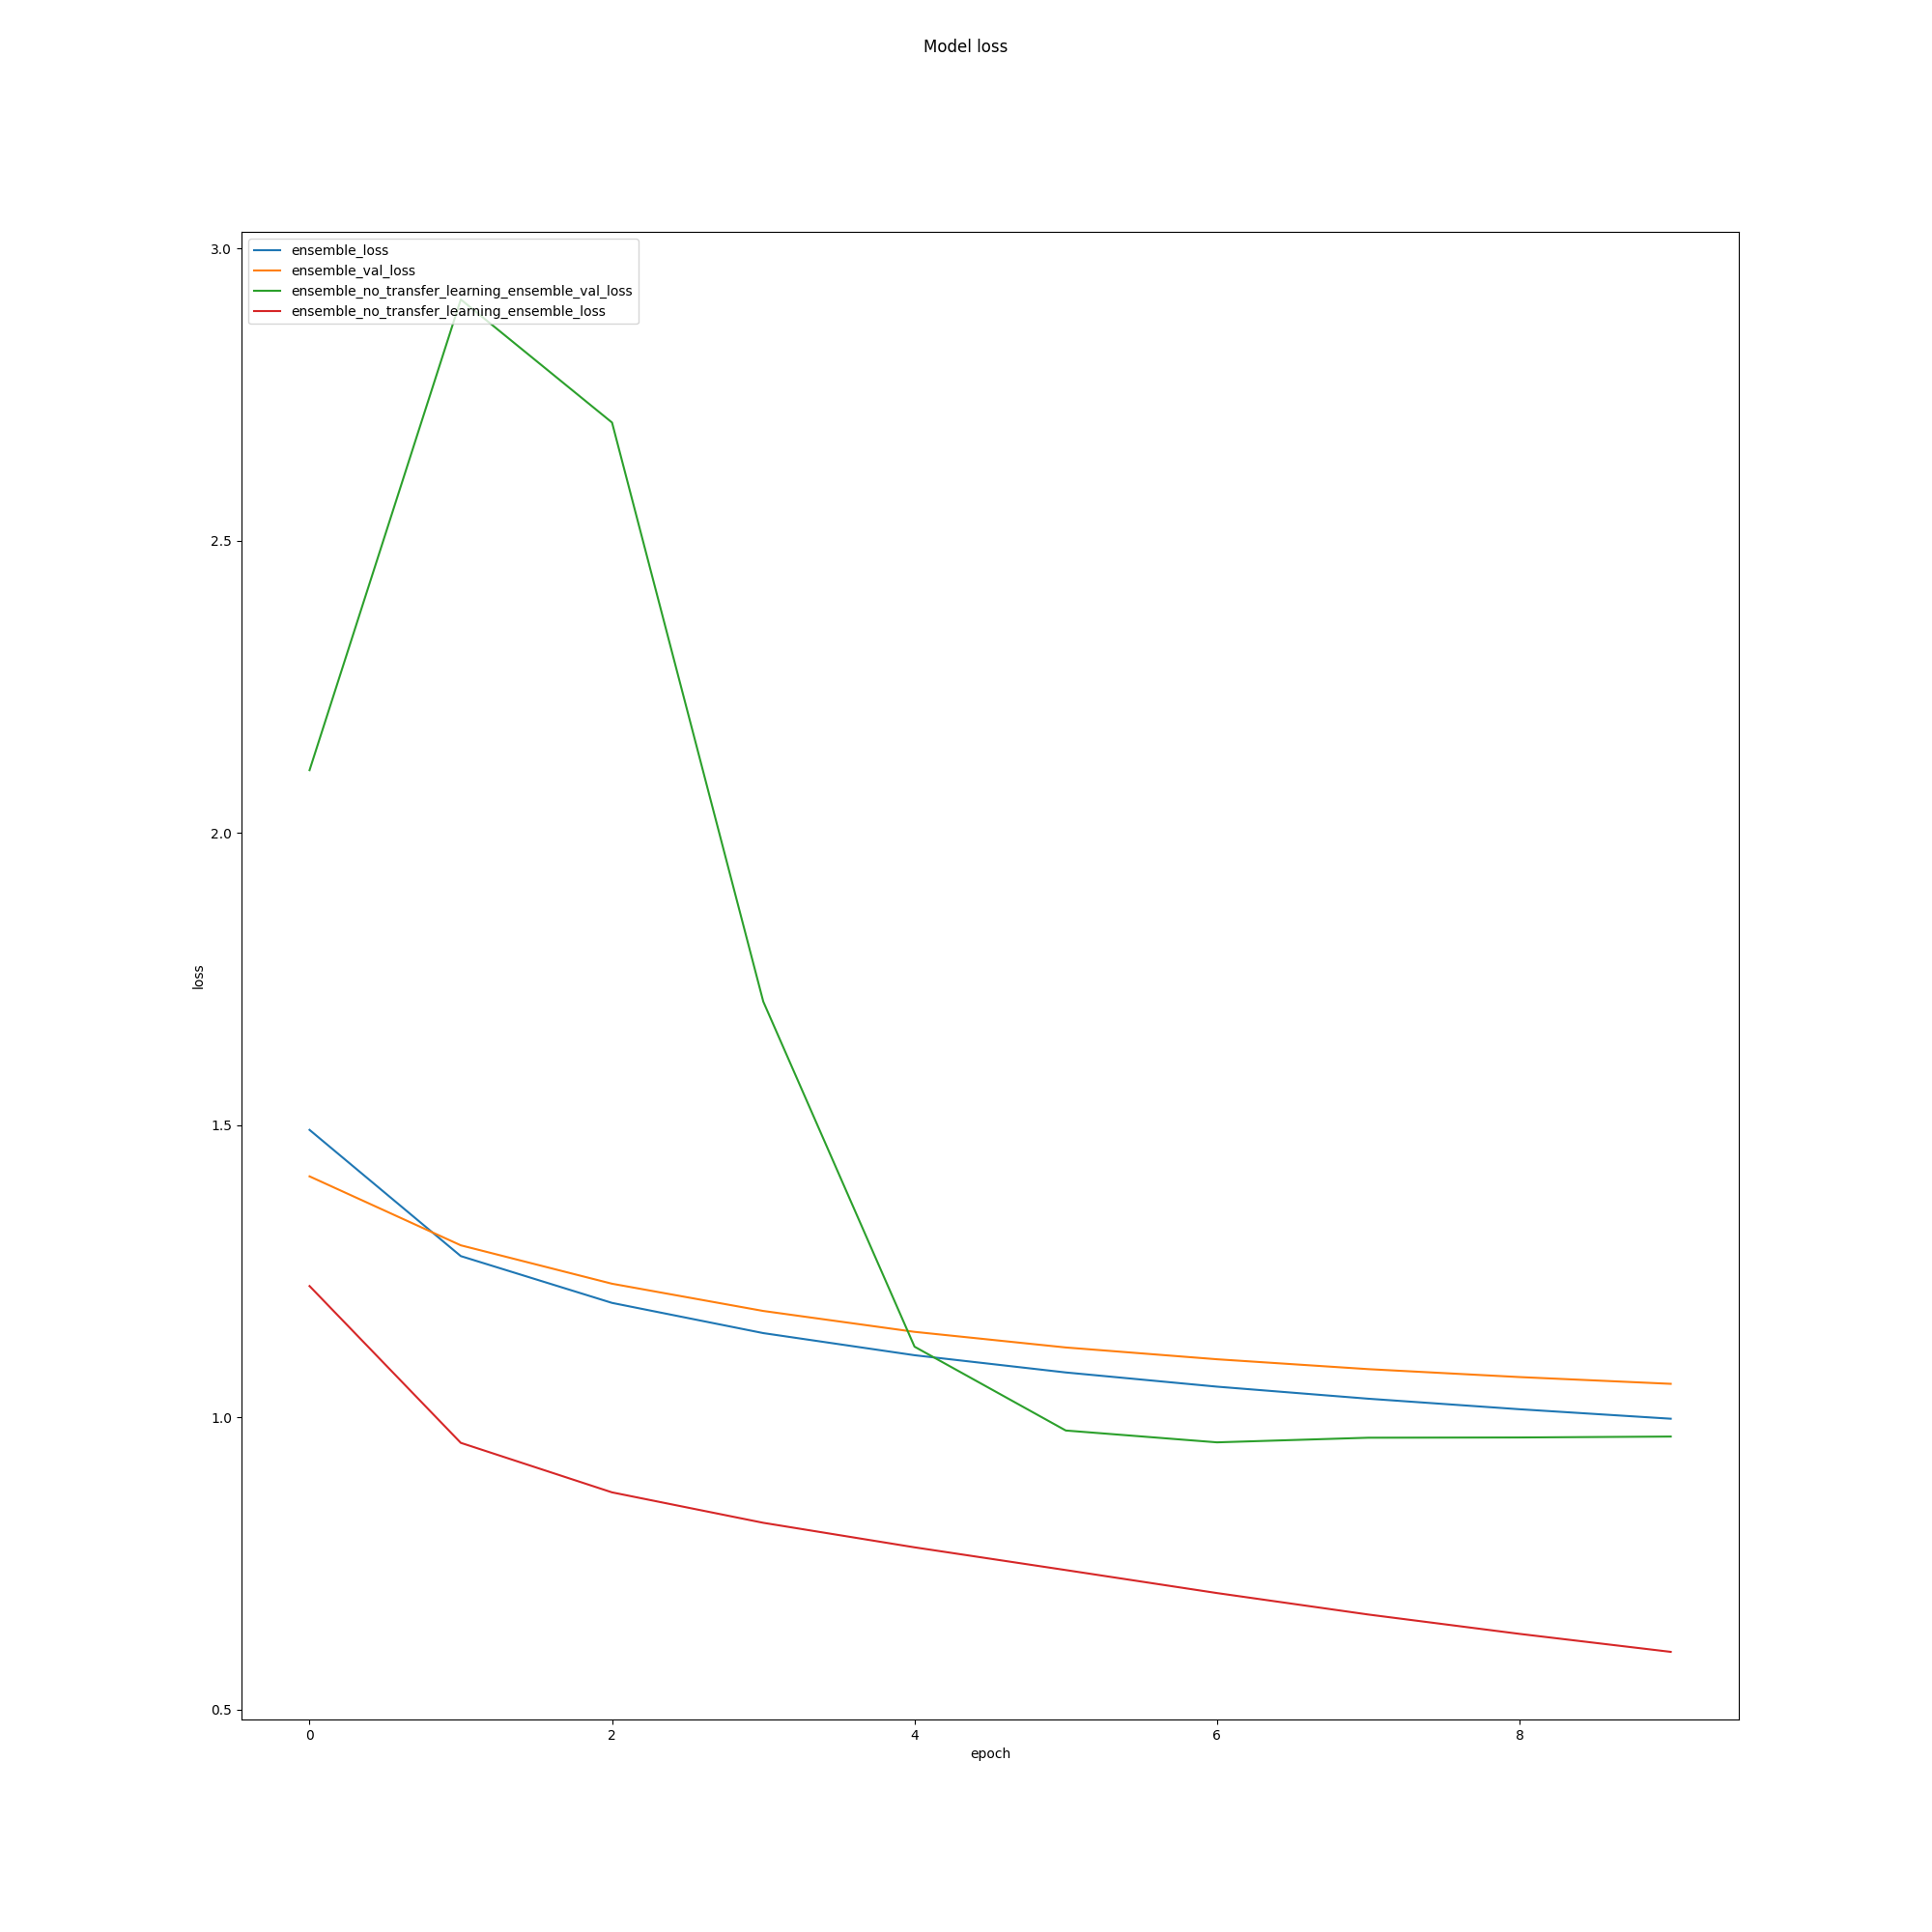 Model loss
3.0
ensemble_loss
ensemble_val_loss
ensemble_no_transfer_learning_ensemble_val_loss
ensemble_no_transfer_learning_ensemble_loss
2.5
2.0
loss
1.5
1.0
0.5
0 2 4 6 8
epoch